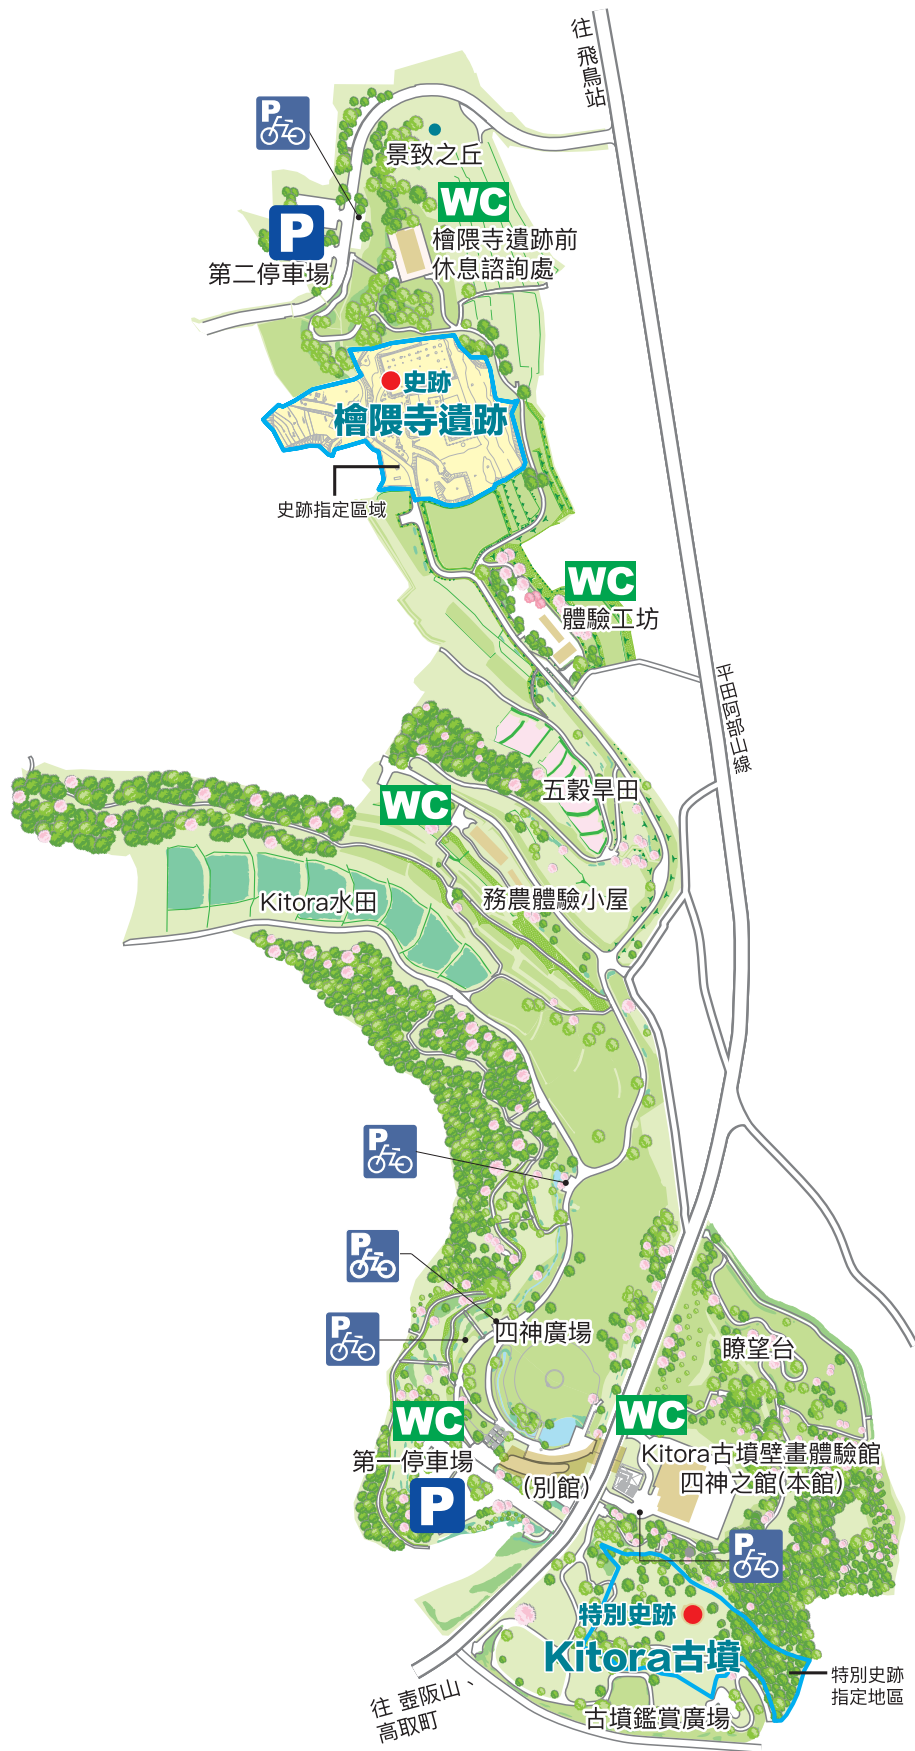 往 飛鳥站
P
景致之丘
WC
P
檜隈寺遺跡前
休息諮詢處
第二停車場
史跡
檜隈寺遺跡
史跡指定區域
WC
體驗工坊
平田阿部山線
五穀早田
WC
Kitora水田
務農體驗小屋
P
P
P
四神廣場
瞭望台
WC
WC
第一停車場
Kitora古墳壁畫體驗館
四神之館(本館)
(別館)
P
P
特別史跡
Kitora古墳
特別史跡
指定地區
往 壺阪山、
高取町
古墳鑑賞廣場